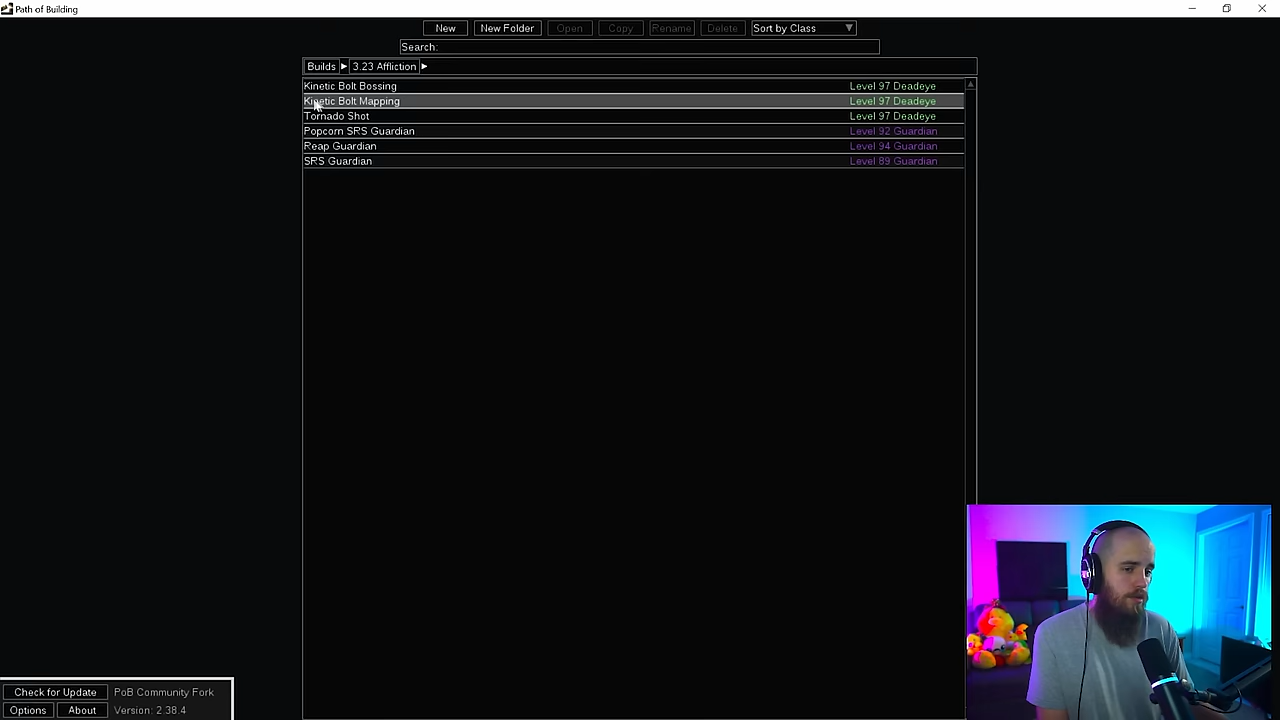 Path of Building
New New Folder Open Copy Rename Delete Sort by Class
Search:
Builds 3.23 Affliction
Kinetic Bolt Bossing Level 97 Deadeye
Kinetic Bolt Mapping Level 97 Deadeye
Tornado Shot Level 97 Deadeye
Popcorn SRS Guardian Level 92 Guardian
Reap Guardian Level 94 Guardian
SRS Guardian Level 89 Guardian
Check for Update PoB Community Fork
Options About Version: 2.38.4